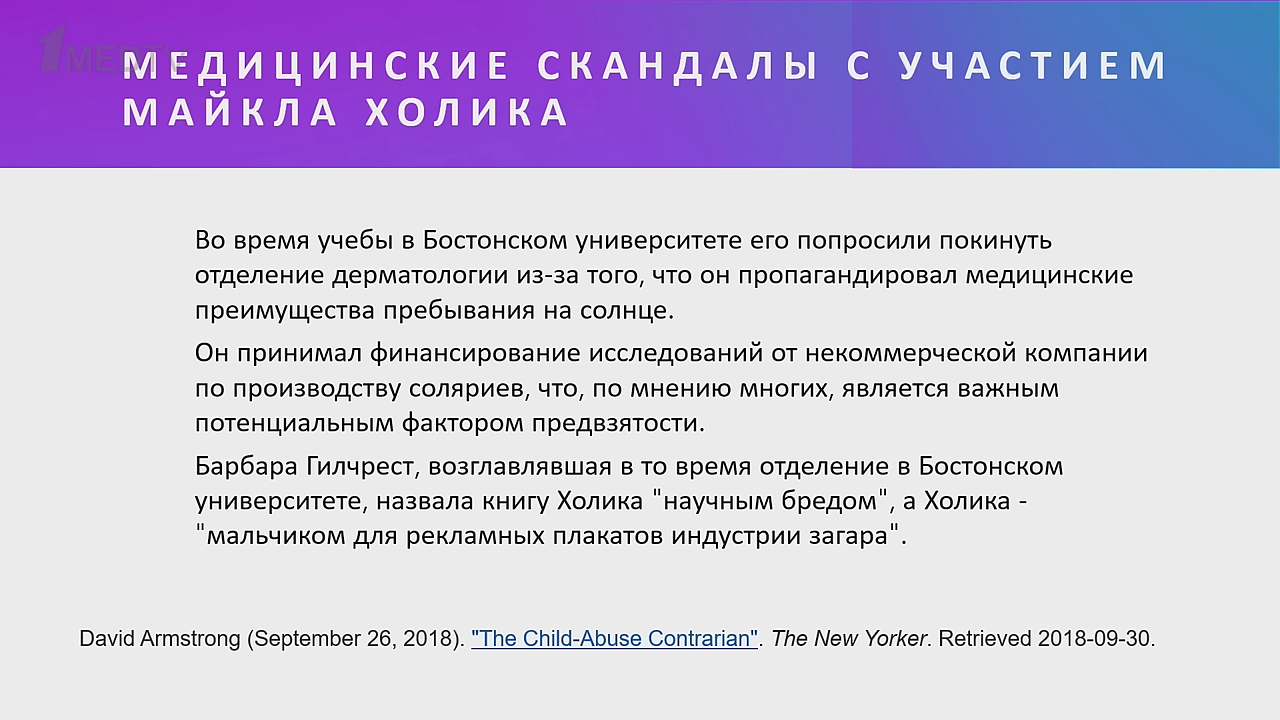 1MEDTV
МЕДИЦИНСКИЕ СКАНДАЛЫ С УЧАСТИЕМ
МАЙКЛА ХОЛИКА
Во время учебы в Бостонском университете его попросили покинуть
отделение дерматологии из-за того, что он пропагандировал медицинские
преимущества пребывания на солнце.
Он принимал финансирование исследований от некоммерческой компании
по производству соляриев, что, по мнению многих, является важным
потенциальным фактором предвзятости.
Барбара Гилчрест, возглавлявшая в то время отделение в Бостонском
университете, назвала книгу Холика "научным бредом", а Холика -
"мальчиком для рекламных плакатов индустрии загара".
David Armstrong (September 26, 2018). "The Child-Abuse Contrarian". The New Yorker. Retrieved 2018-09-30.